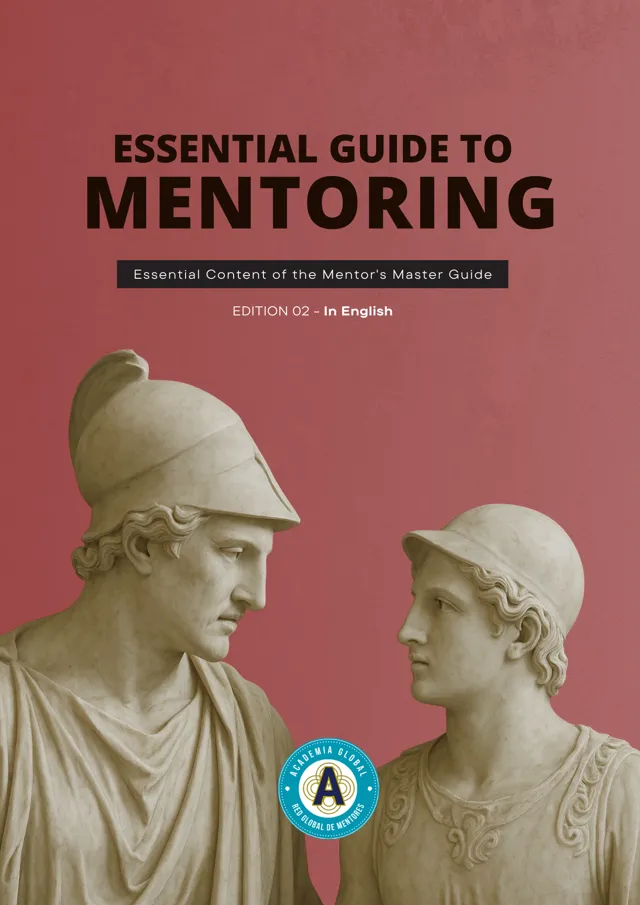 ESSENTIAL GUIDE TO
MENTORING
Essential Content of the Mentor's Master Guide
EDITION 02 – In English
ACADEMIA GLOBAL
A
RED GLOBAL DE MENTORES